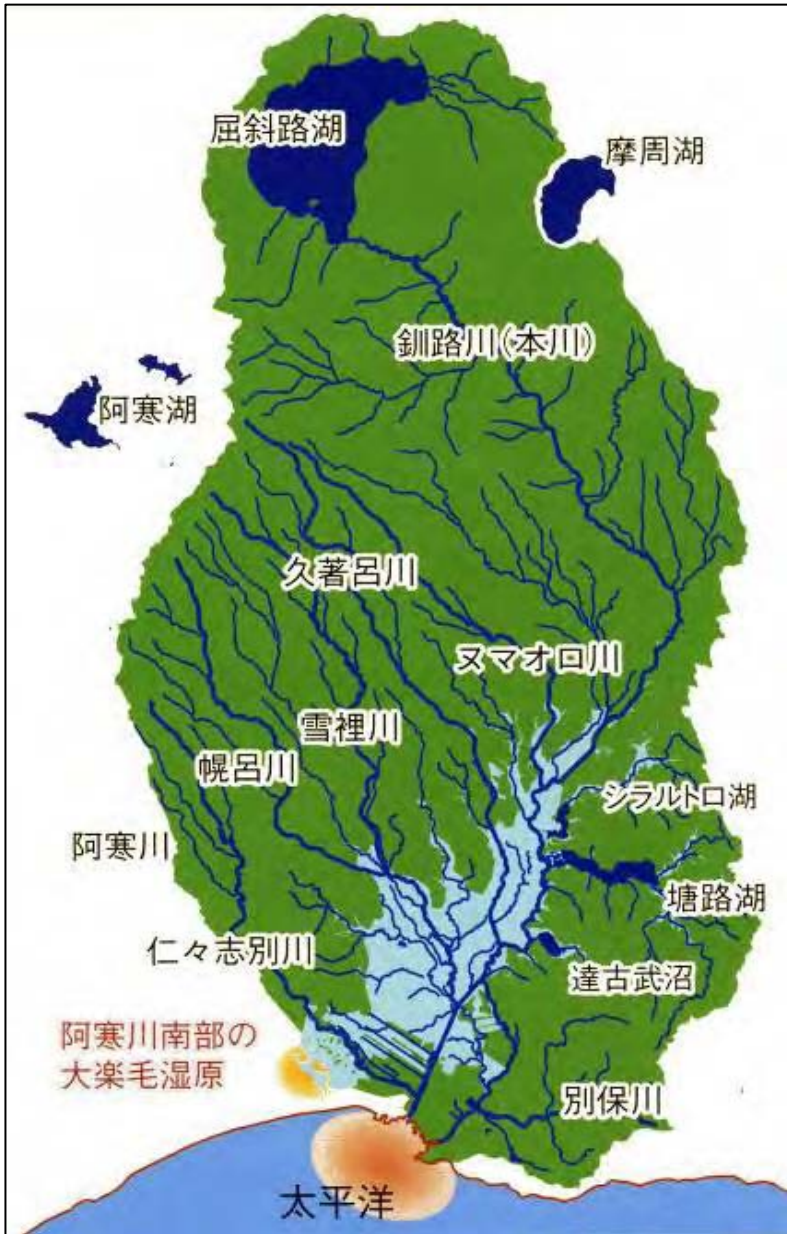 屈斜路湖
摩周湖
釧路川(本川)
阿寒湖
久著呂川
ヌマオロ川
雪裡川
幌呂川
シラルトロ湖
阿寒川
塘路湖
仁々志別川
達古武沼
阿寒川南部の
大楽毛湿原
別保川
太平洋